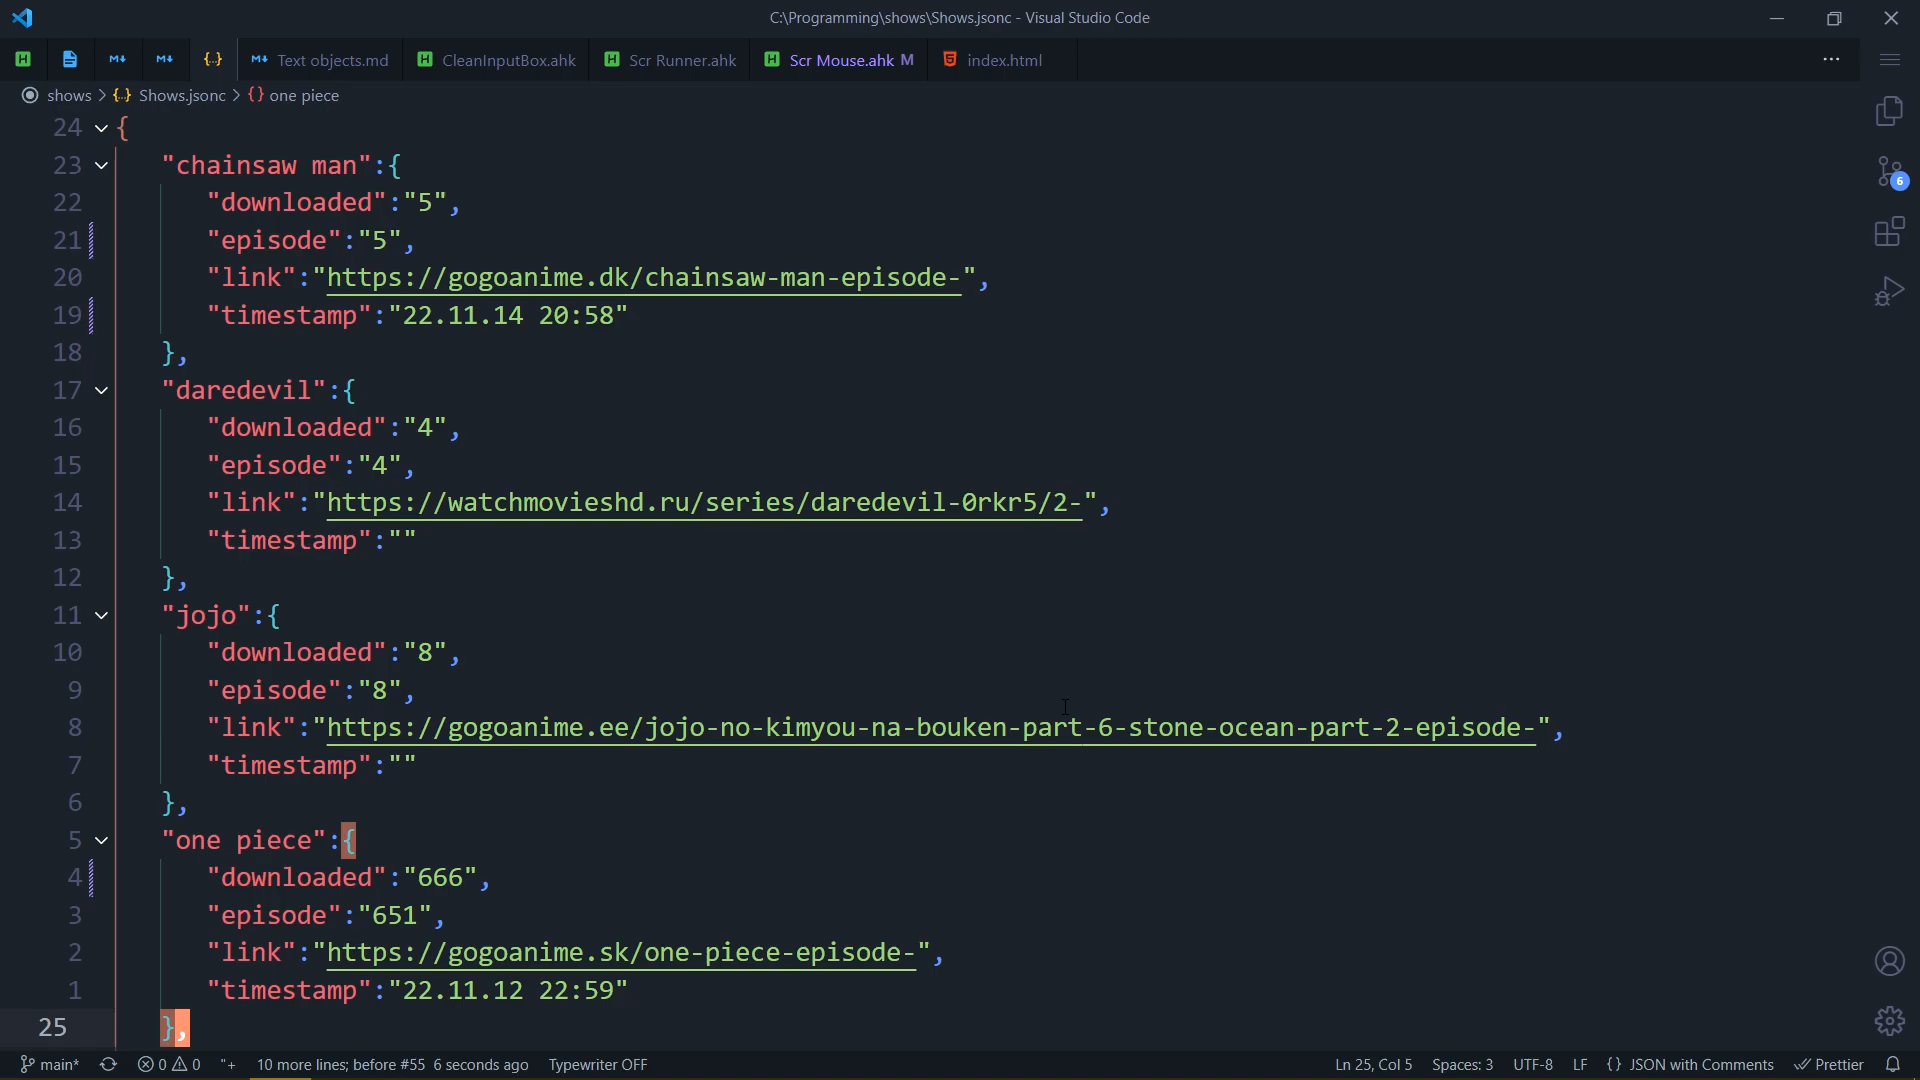 C:\Programming\shows\Shows.jsonc - Visual Studio Code
Text objects.md CleanInputBox.ahk Scr Runner.ahk Scr Mouse.ahk M index.html
shows > Shows.jsonc > {} one piece
24 {
23 "chainsaw man":{
22 "downloaded":"5",
21 "episode":"5",
20 "link":"https://gogoanime.dk/chainsaw-man-episode-",
19 "timestamp":"22.11.14 20:58"
18 },
17 "daredevil":{
16 "downloaded":"4",
15 "episode":"4",
14 "link":"https://watchmovieshd.ru/series/daredevil-0rkr5/2-",
13 "timestamp":""
12 },
11 "jojo":{
10 "downloaded":"8",
9 "episode":"8",
8 "link":"https://gogoanime.ee/jojo-no-kimyou-na-bouken-part-6-stone-ocean-part-2-episode-",
7 "timestamp":""
6 },
5 "one piece":{
4 "downloaded":"666",
3 "episode":"651",
2 "link":"https://gogoanime.sk/one-piece-episode-",
1 "timestamp":"22.11.12 22:59"
25 },
6
main* 0 0 "+ 10 more lines; before #55 6 seconds ago Typewriter OFF Ln 25, Col 5 Spaces: 3 UTF-8 LF {} JSON with Comments Prettier